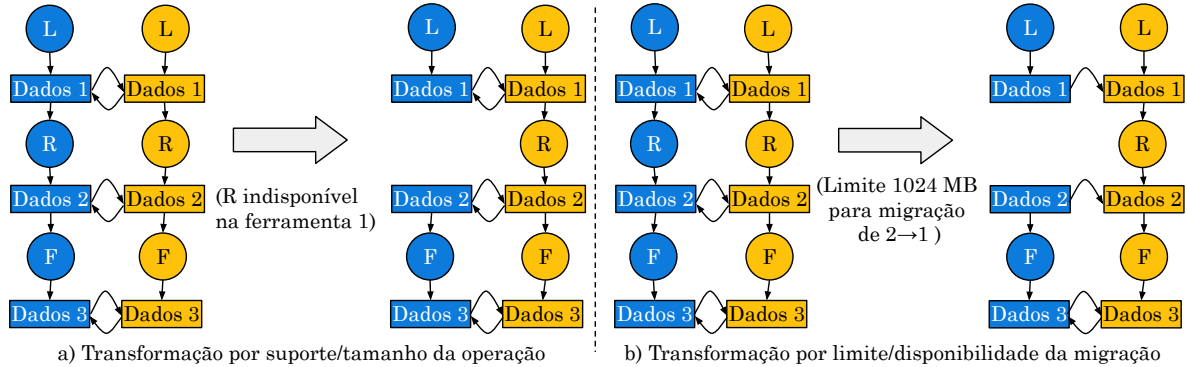 L L L L L L L L
Dados 1 Dados 1 Dados 1 Dados 1 Dados 1 Dados 1 Dados 1 Dados 1
R R R R R R
(R indisponível
na ferramenta 1)
(Limite 1024 MB
para migração
de 2→1 )
Dados 2 Dados 2 Dados 2 Dados 2 Dados 2 Dados 2 Dados 2 Dados 2
F F F F F F F F
Dados 3 Dados 3 Dados 3 Dados 3 Dados 3 Dados 3 Dados 3 Dados 3
a) Transformação por suporte/tamanho da operação
b) Transformação por limite/disponibilidade da migração